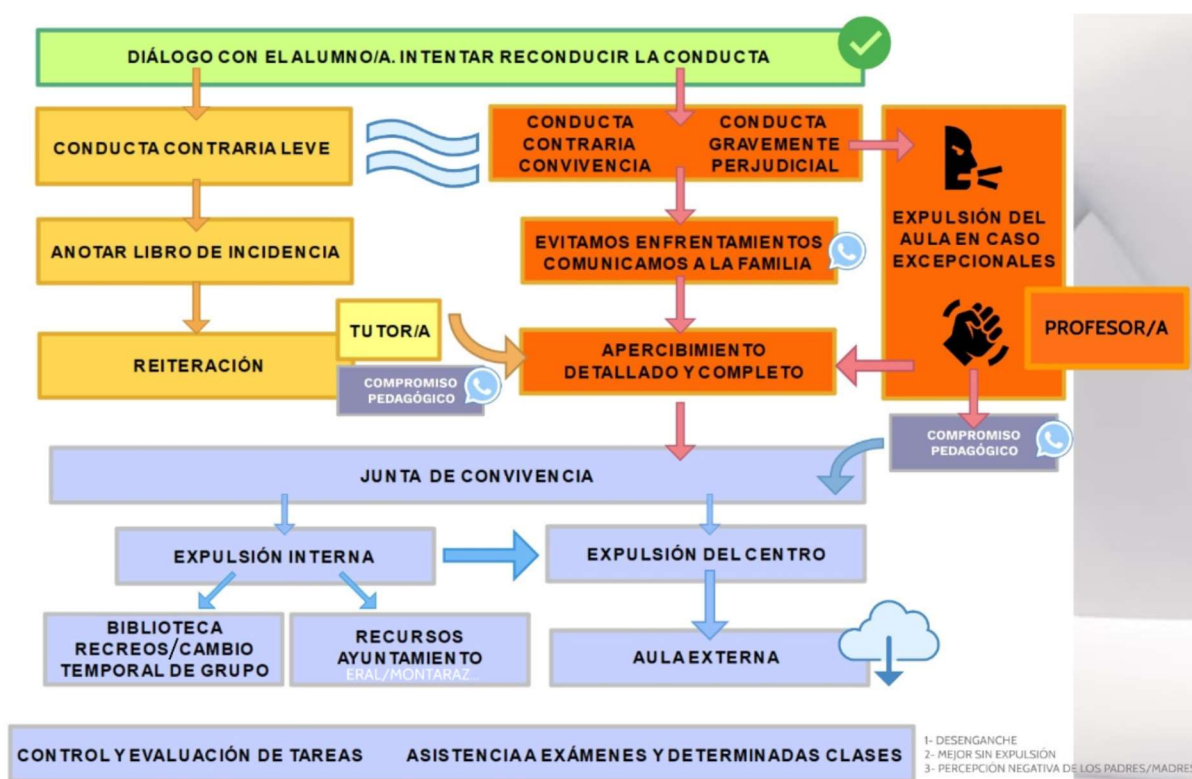 DIÁLOGO CON EL ALUMNO/A. INTENTAR RECONDUCIR LA CONDUCTA
CONDUCTA CONTRARIA LEVE
CONDUCTA
CONTRARIA
CONVIVENCIA
CONDUCTA
GRAVEMENTE
PERJUDICIAL
EXPULSIÓN DEL
AULA EN CASO
EXCEPCIONALES
ANOTAR LIBRO DE INCIDENCIA
EVITAMOS ENFRENTAMIENTOS
COMUNICAMOS A LA FAMILIA
PROFESOR/A
TUTOR/A
REITERACIÓN
COMPROMISO
PEDAGÓGICO
APERCIBIMIENTO
DETALLADO Y COMPLETO
COMPROMISO
PEDAGÓGICO
JUNTA DE CONVIVENCIA
EXPULSIÓN INTERNA
EXPULSIÓN DEL CENTRO
BIBLIOTECA
RECREOS/CAMBIO
TEMPORAL DE GRUPO
RECURSOS
AYUNTAMIENTO
ERAL/MONTARAZ...
AULA EXTERNA
CONTROL Y EVALUACIÓN DE TAREAS
ASISTENCIA A EXÁMENES Y DETERMINADAS CLASES
1- DESENGANCHE
2- MEJOR SIN EXPULSIÓN
3- PERCEPCIÓN NEGATIVA DE LOS PADRES/MADRES